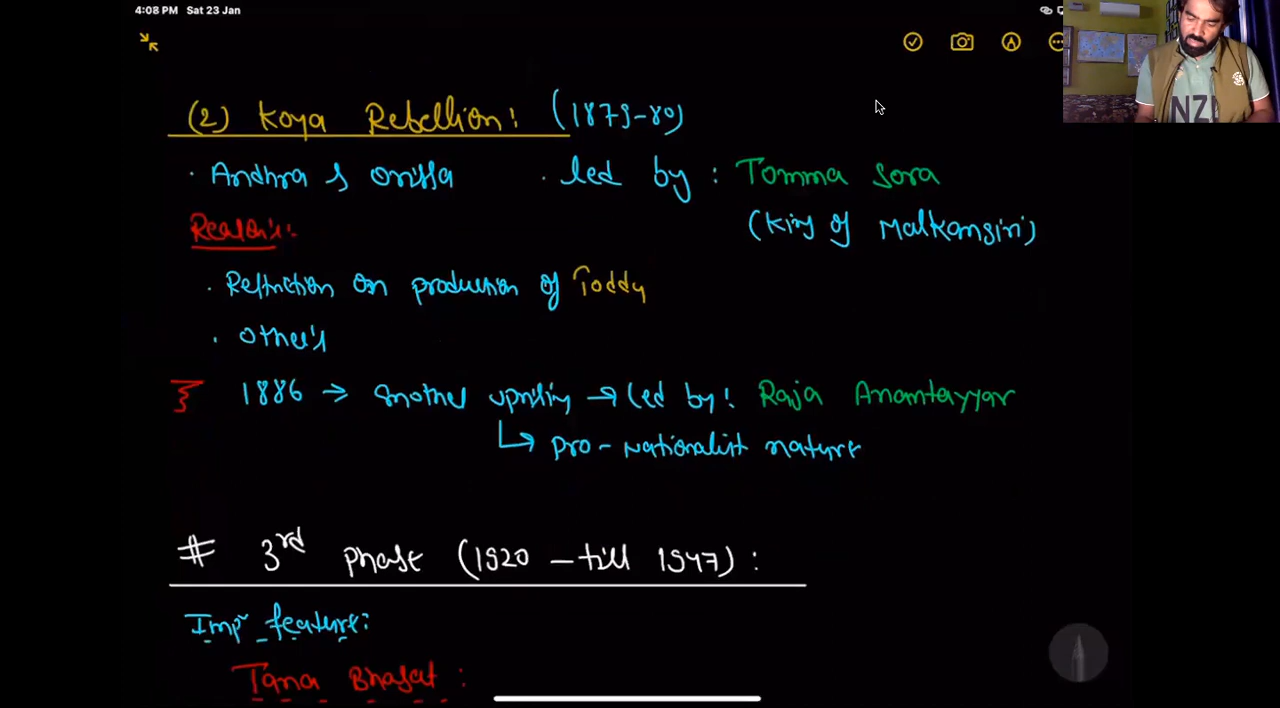 4:08 PM Sat 23 Jan
NZ
(2) Koya Rebellion: (1879-80)
· Andhra & Orissa · Led by : Tomma Sora
(King of Malkangiri)
Reason's:
· Restriction on production of Toddy
· Other's
1886 => another uprising → Led by: Raja Anantayyar
↳ pro-nationalist nature
# 3rd phase (1920 - till 1947) :
Imp. feature:
Tana Bhagat :